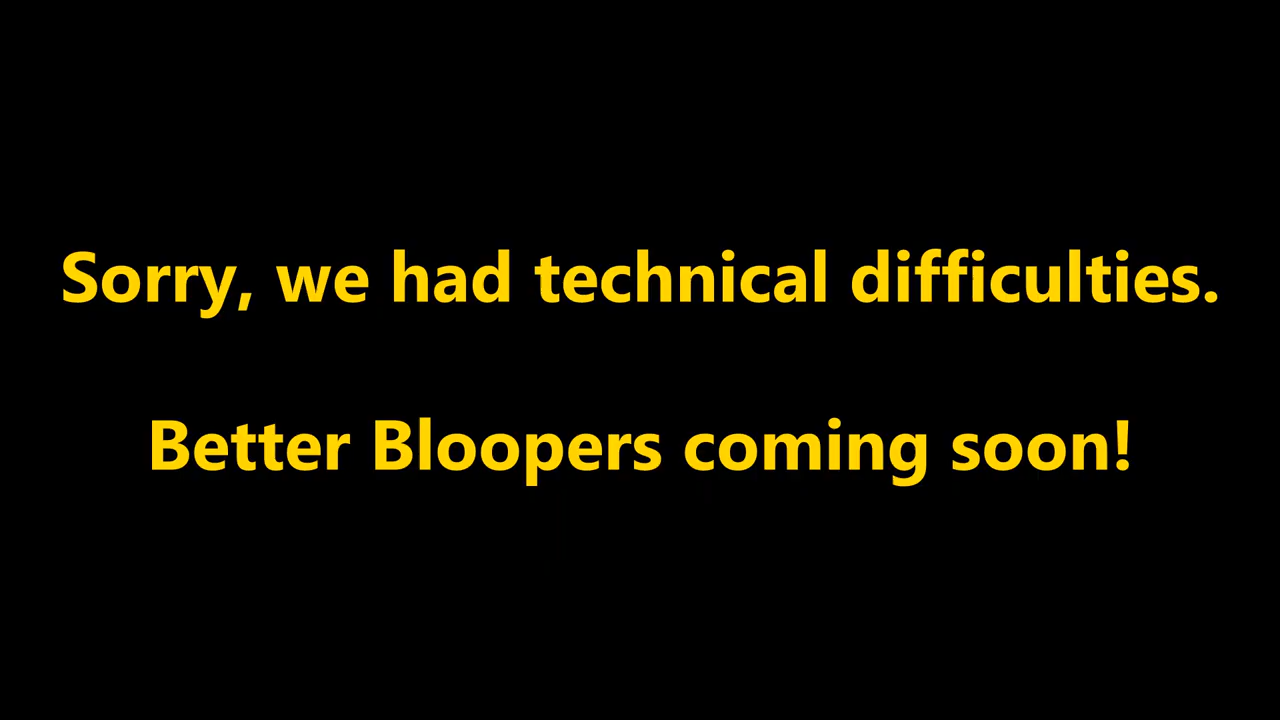 Sorry, we had technical difficulties.
Better Bloopers coming soon!